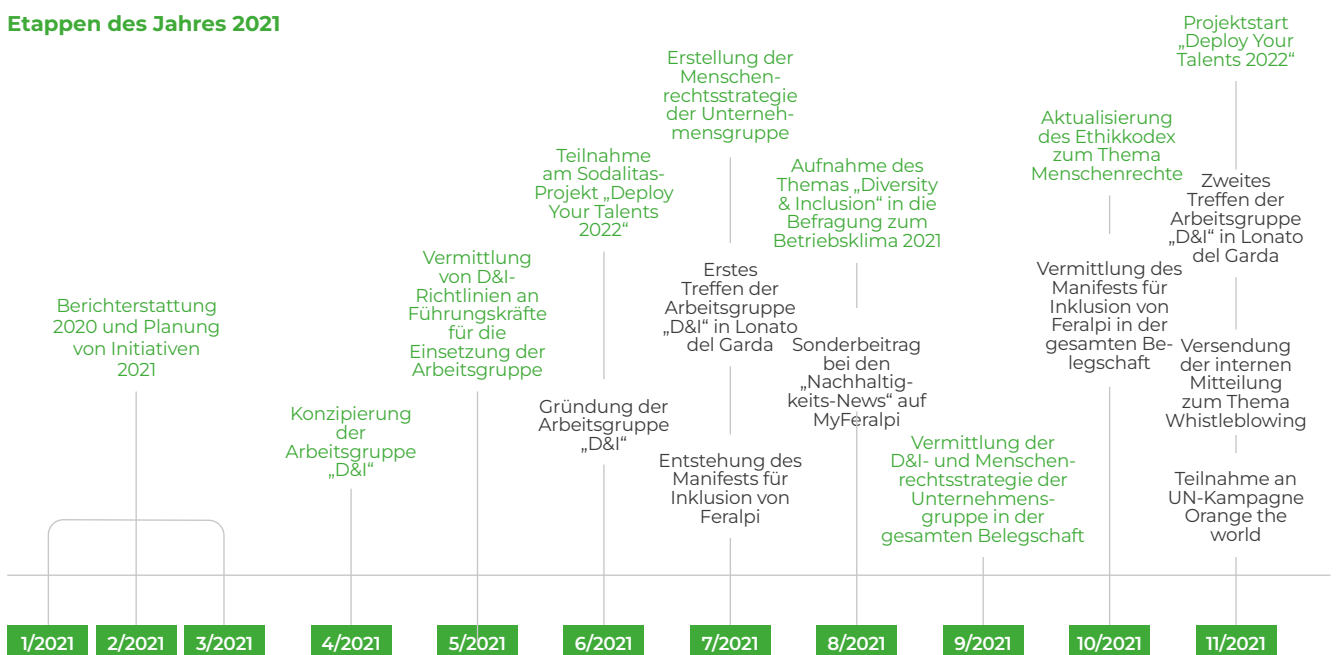 Etappen des Jahres 2021
Berichterstattung
2020 und Planung
von Initiativen
2021
Konzipierung
der
Arbeitsgruppe
„D&I“
Vermittlung
von D&I-
Richtlinien an
Führungskräfte
für die
Einsetzung der
Arbeitsgruppe
Teilnahme
am Sodalitas-
Projekt „Deploy
Your Talents
2022“
Gründung der
Arbeitsgruppe
„D&I“
Erstellung der
Menschen-
rechtsstrategie
der Unterneh-
mensgruppe
Erstes
Treffen der
Arbeitsgruppe
„D&I“ in Lonato
del Garda
Entstehung des
Manifests für
Inklusion von
Feralpi
Aufnahme des
Themas „Diversity
& Inclusion“ in die
Befragung zum
Betriebsklima 2021
Sonderbeitrag
bei den
„Nachhaltig-
keits-News“ auf
MyFeralpi
Vermittlung der
D&I- und Menschen-
rechtsstrategie der
Unternehmens-
gruppe in der
gesamten Belegschaft
Aktualisierung
des Ethikkodex
zum Thema
Menschenrechte
Vermittlung des
Manifests für
Inklusion von
Feralpi in der
gesamten Be-
legschaft
Projektstart
„Deploy Your
Talents 2022“
Zweites
Treffen der
Arbeitsgruppe
„D&I“ in Lonato
del Garda
Versendung
der internen
Mitteilung
zum Thema
Whistleblowing
Teilnahme an
UN-Kampagne
Orange the
world
1/2021
2/2021
3/2021
4/2021
5/2021
6/2021
7/2021
8/2021
9/2021
10/2021
11/2021